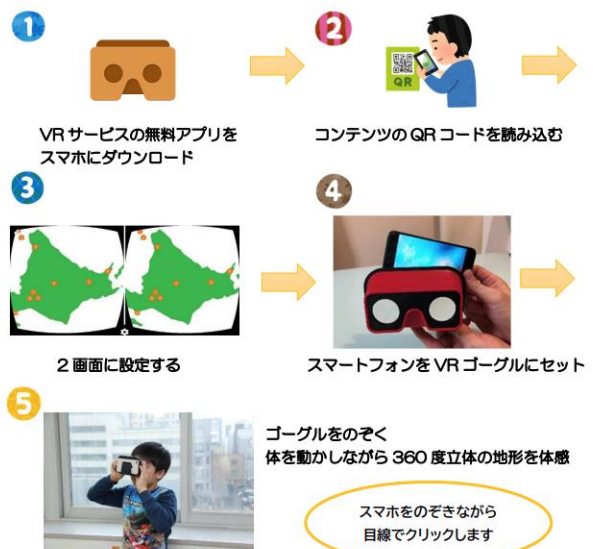 1
2
QR
VRサービスの無料アプリを
スマホにダウンロード
コンテンツのQRコードを読み込む
3
4
2画面に設定する
スマートフォンをVRゴーグルにセット
5
ゴーグルをのぞく
体を動かしながら360度立体の地形を体感
スマホをのぞきながら
目線でクリックします